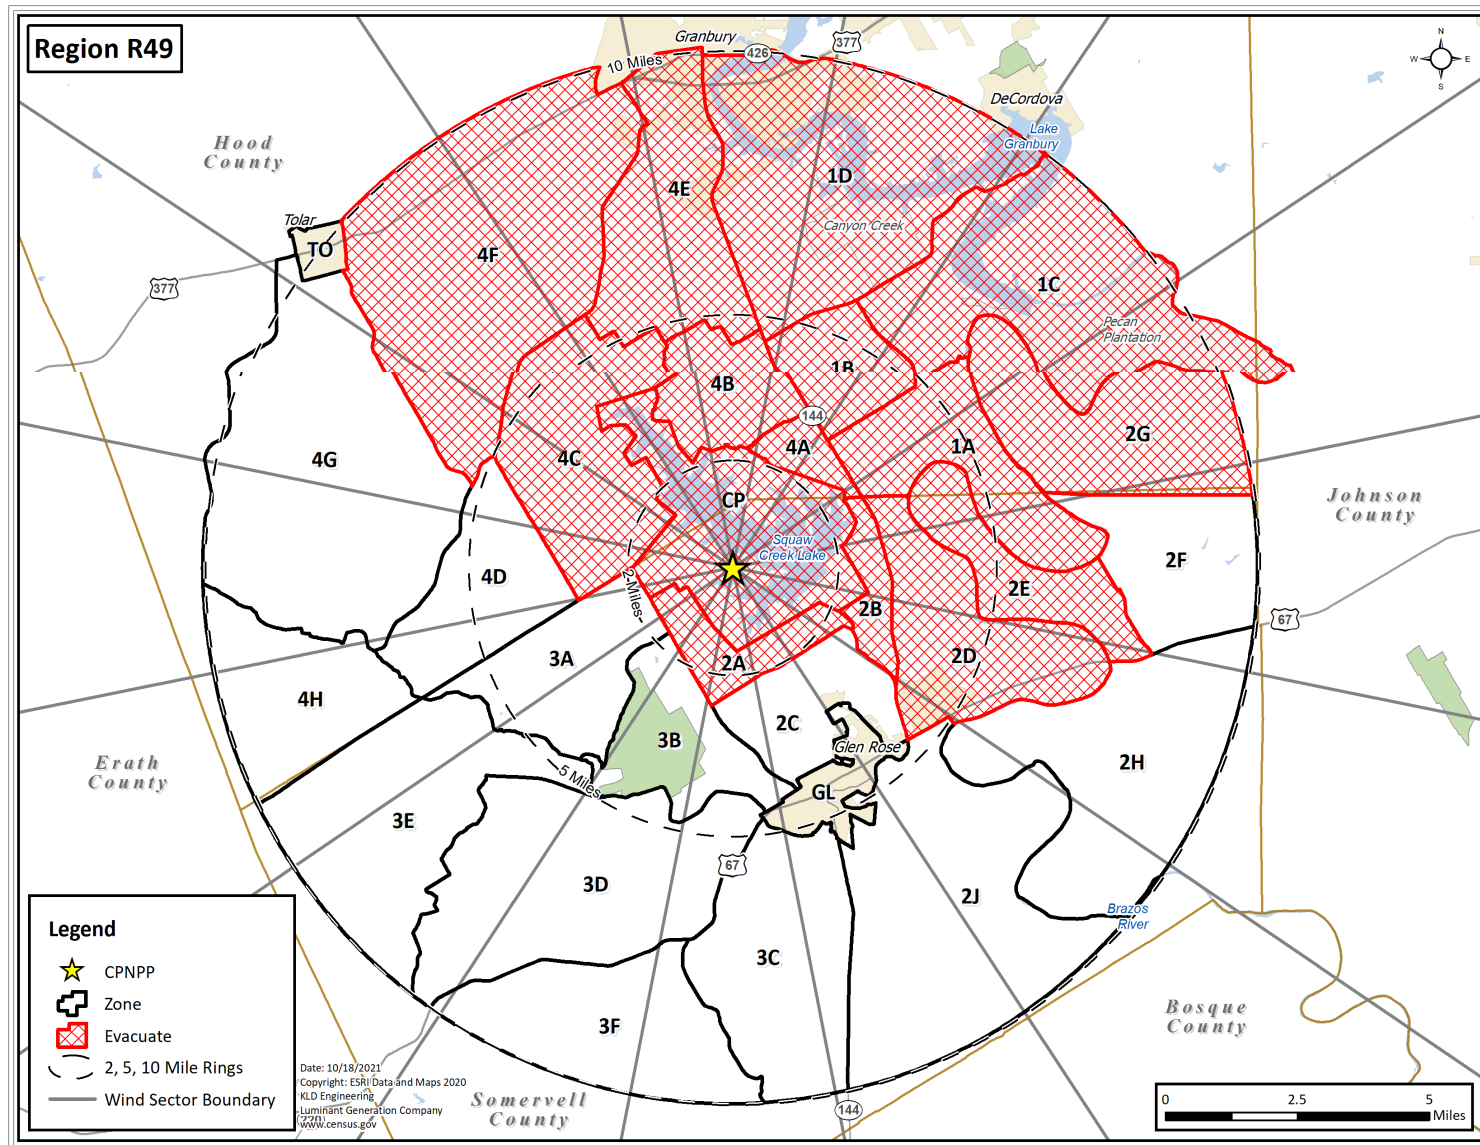 Region R49
Granbury
426
377
10 Miles
N
W
E
S
DeCordova
Lake
Granbury
Hood
County
4E
1D
Tolar
TO
Canyon Creek
4F
377
1C
Pecan
Plantation
1B
4B
144
2G
4A
1A
4G
4C
CP
Johnson
County
Squaw
Creek Lake
2F
4D
2 Miles
2E
2B
67
3A
2A
2D
4H
2C
3B
Glen Rose
2H
Erath
County
5 Miles
GL
3E
67
3D
2J
Brazos
River
3C
Bosque
County
3F
Legend
CPNPP
Zone
Evacuate
2, 5, 10 Mile Rings
Wind Sector Boundary
Date: 10/18/2021
Copyright: ESRI Data and Maps 2020
KLD Engineering
Luminant Generation Company
www.census.gov
Somervell
County
144
0
2.5
5
Miles